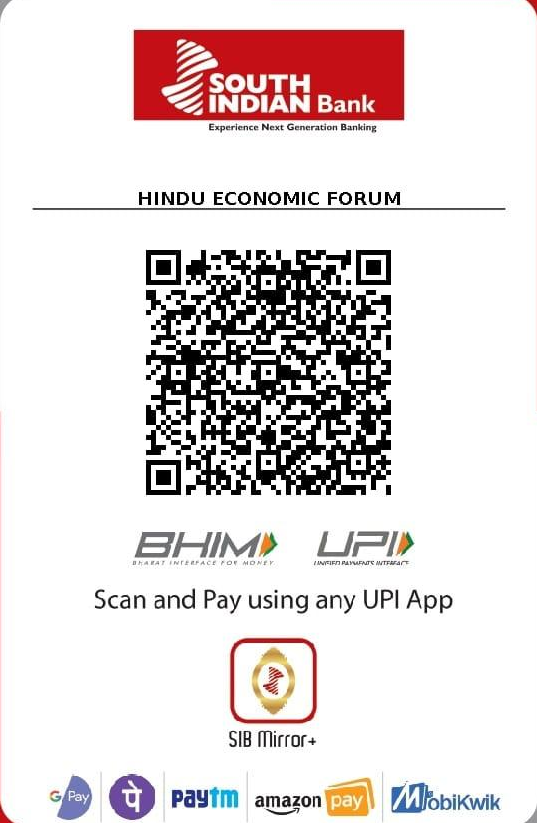 SOUTH
INDIAN Bank
Experience Next Generation Banking
HINDU ECONOMIC FORUM
BHIM
BHARAT INTERFACE FOR MONEY
UPI
UNIFIED PAYMENTS INTERFACE
Scan and Pay using any UPI App
SIB Mirror+
G Pay पे paytm amazon pay MobiKwik